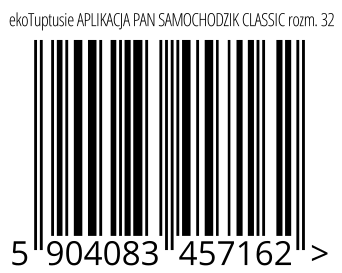 ekoTuptusie APLIKACJA PAN SAMOCHODZIK CLASSIC rozm. 32
5 904083 457162 >